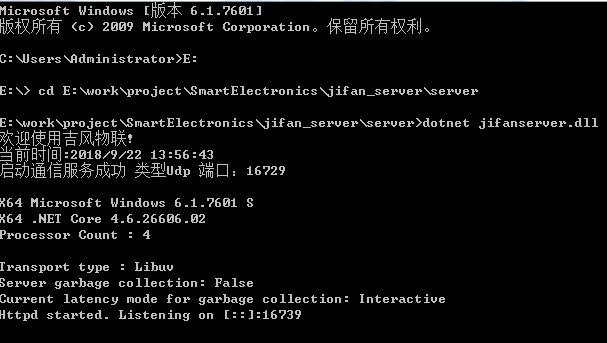 Microsoft Windows [版本 6.1.7601]
版权所有 (c) 2009 Microsoft Corporation。保留所有权利。
C:\Users\Administrator>E:
E:\> cd E:\work\project\SmartElectronics\jifan_server\server
E:\work\project\SmartElectronics\jifan_server\server>dotnet jifanserver.dll
欢迎使用吉风物联!
当前时间:2018/9/22 13:56:43
启动通信服务成功 类型Udp 端口：16729
X64 Microsoft Windows 6.1.7601 S
X64 .NET Core 4.6.26606.02
Processor Count : 4
Transport type : Libuv
Server garbage collection: False
Current latency mode for garbage collection: Interactive
Httpd started. Listening on [::]:16739